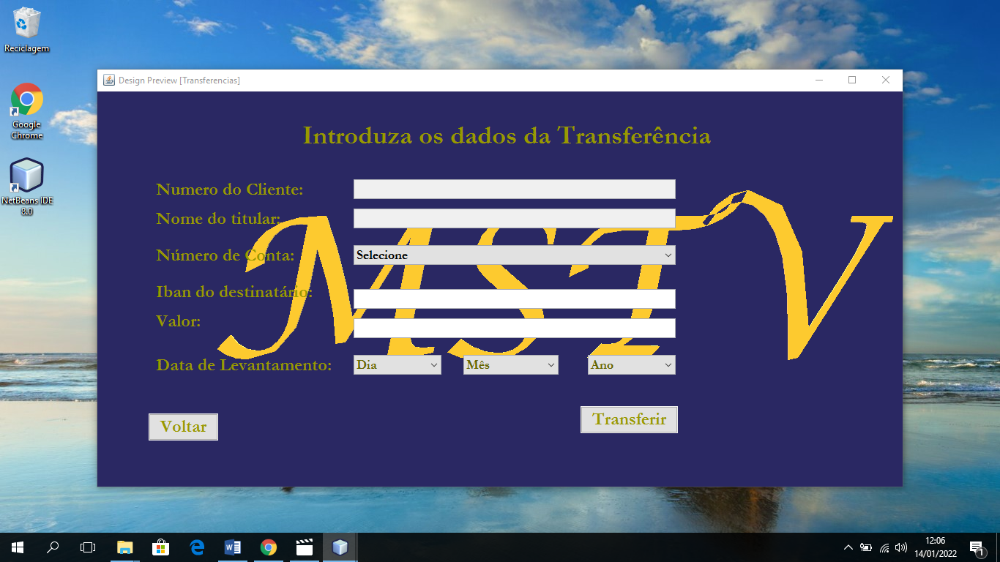 Reciclagem
Google
Chrome
NetBeans IDE
8.0
Design Preview [Transferencias]
Introduza os dados da Transferência
Numero do Cliente:
Nome do titular:
Número de Conta:
Selecione
Iban do destinatário:
Valor:
Data de Levantamento:
Dia
Mês
Ano
MSTV
Voltar
Transferir
12:06
14/01/2022
1